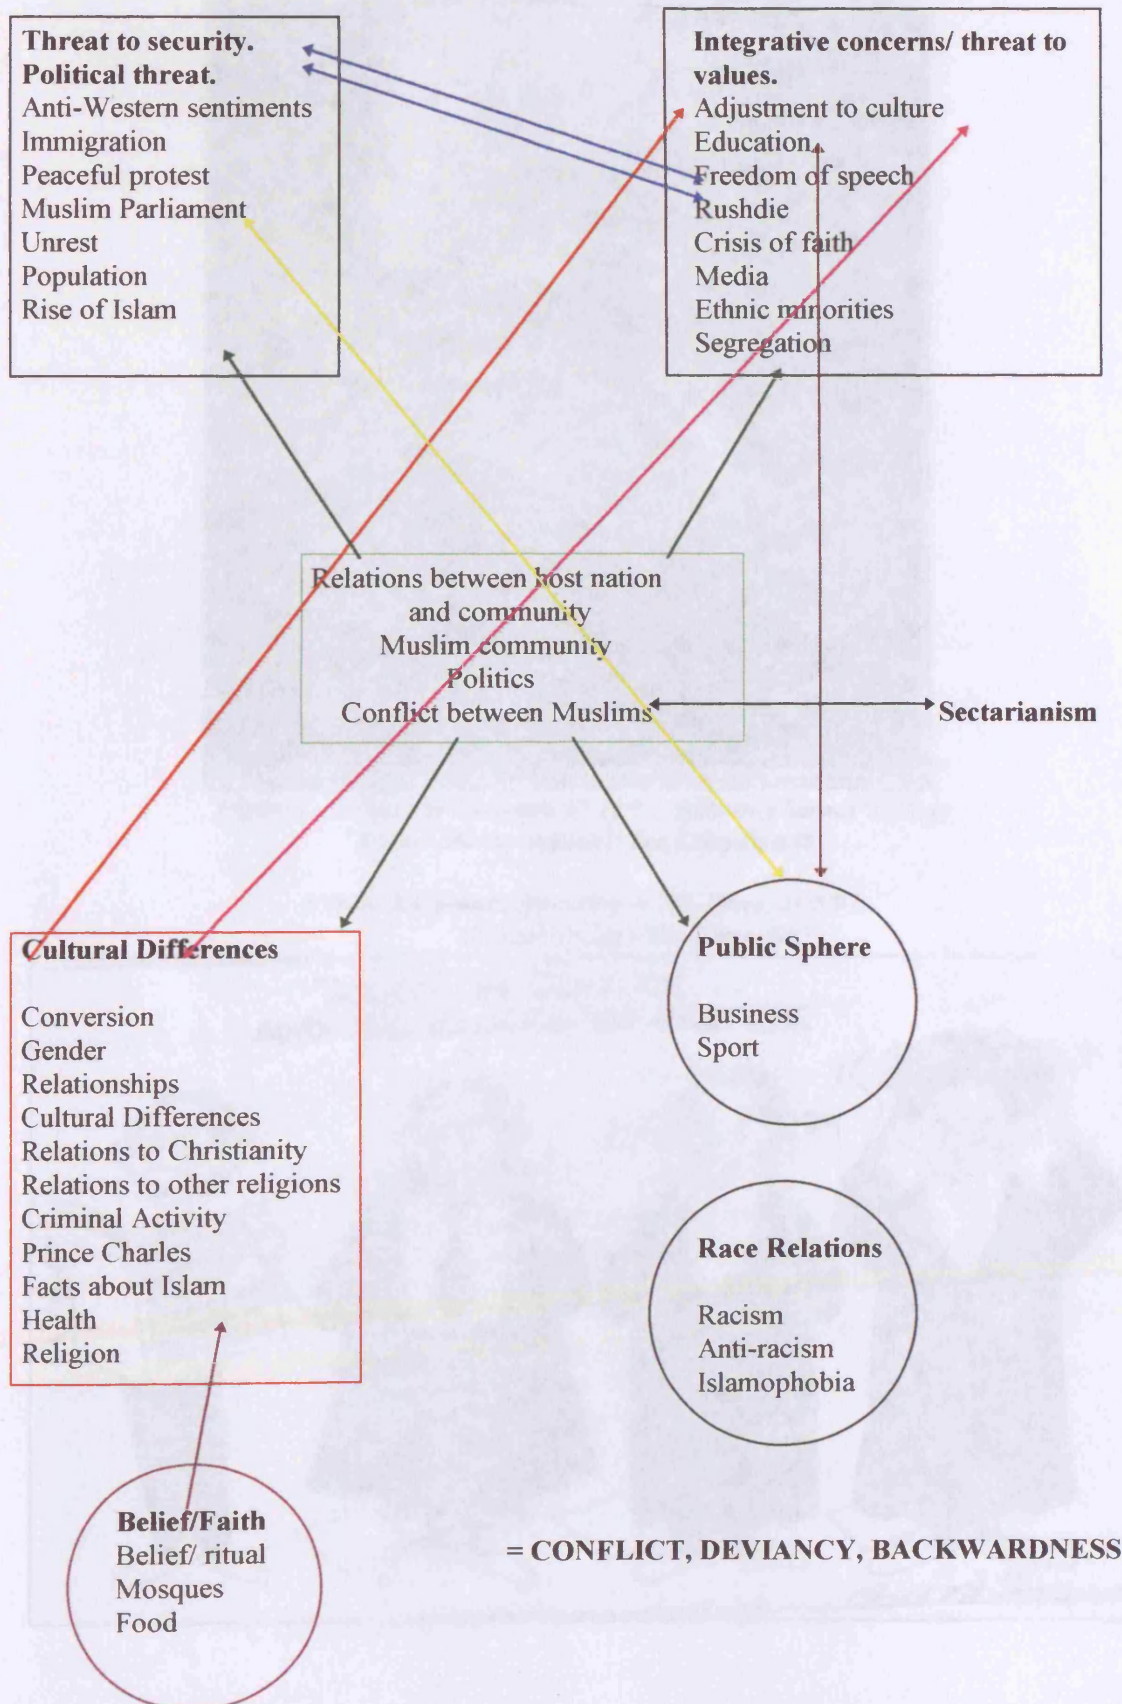 Threat to security.
Political threat.
Anti-Western sentiments
Immigration
Peaceful protest
Muslim Parliament
Unrest
Population
Rise of Islam
Integrative concerns/ threat to
values.
Adjustment to culture
Education
Freedom of speech
Rushdie
Crisis of faith
Media
Ethnic minorities
Segregation
Relations between host nation
and community
Muslim community
Politics
Conflict between Muslims
Sectarianism
Cultural Differences
Conversion
Gender
Relationships
Cultural Differences
Relations to Christianity
Relations to other religions
Criminal Activity
Prince Charles
Facts about Islam
Health
Religion
Public Sphere
Business
Sport
Race Relations
Racism
Anti-racism
Islamophobia
Belief/Faith
Belief/ ritual
Mosques
Food
= CONFLICT, DEVIANCY, BACKWARDNESS